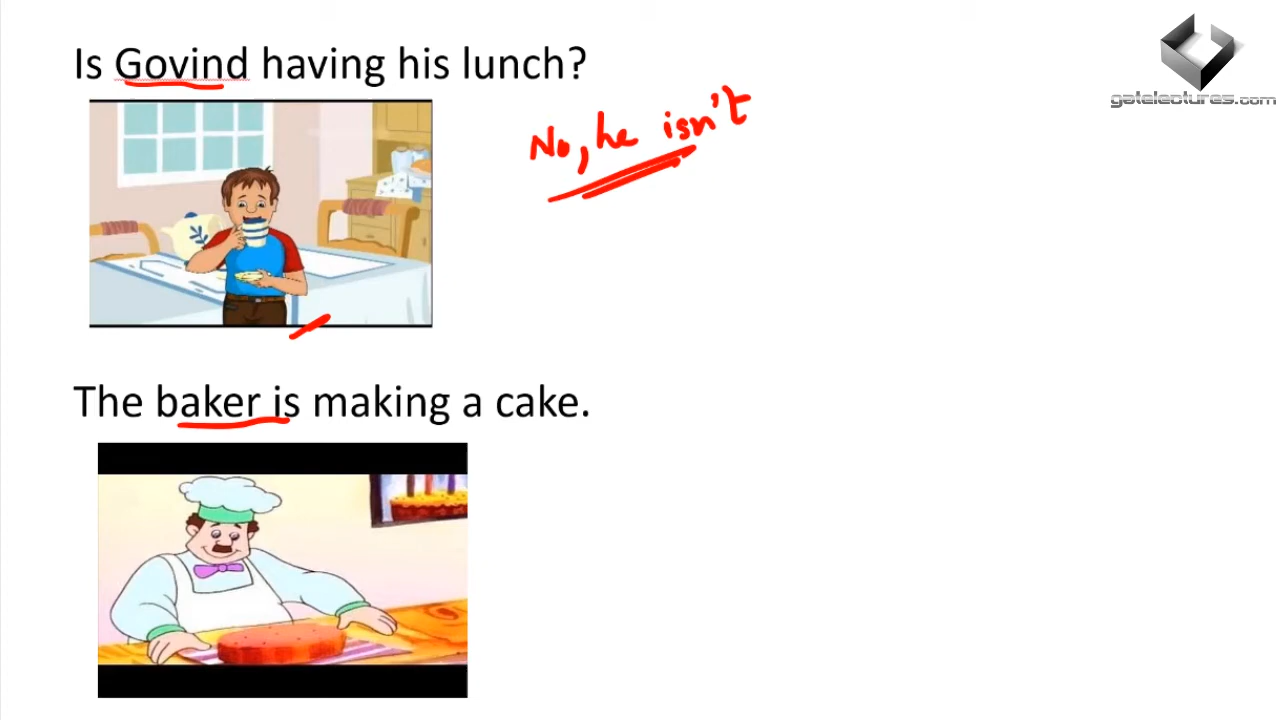 Is Govind having his lunch?
No, he isn't
The baker is making a cake.
gatelectures.com